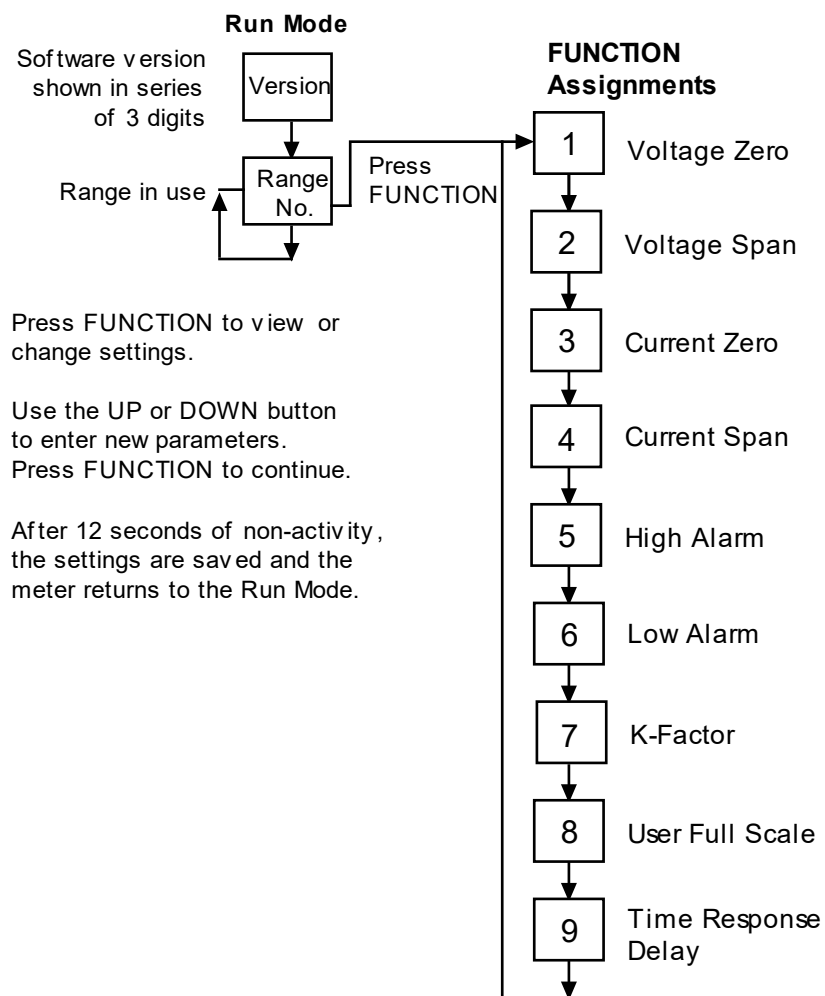 Run Mode
Software version
shown in series
of 3 digits
Version
Range in use
Range
No.
Press
FUNCTION
Press FUNCTION to view or
change settings.
Use the UP or DOWN button
to enter new parameters.
Press FUNCTION to continue.
After 12 seconds of non-activity,
the settings are saved and the
meter returns to the Run Mode.
FUNCTION
Assignments
1 Voltage Zero
2 Voltage Span
3 Current Zero
4 Current Span
5 High Alarm
6 Low Alarm
7 K-Factor
8 User Full Scale
9 Time Response
Delay